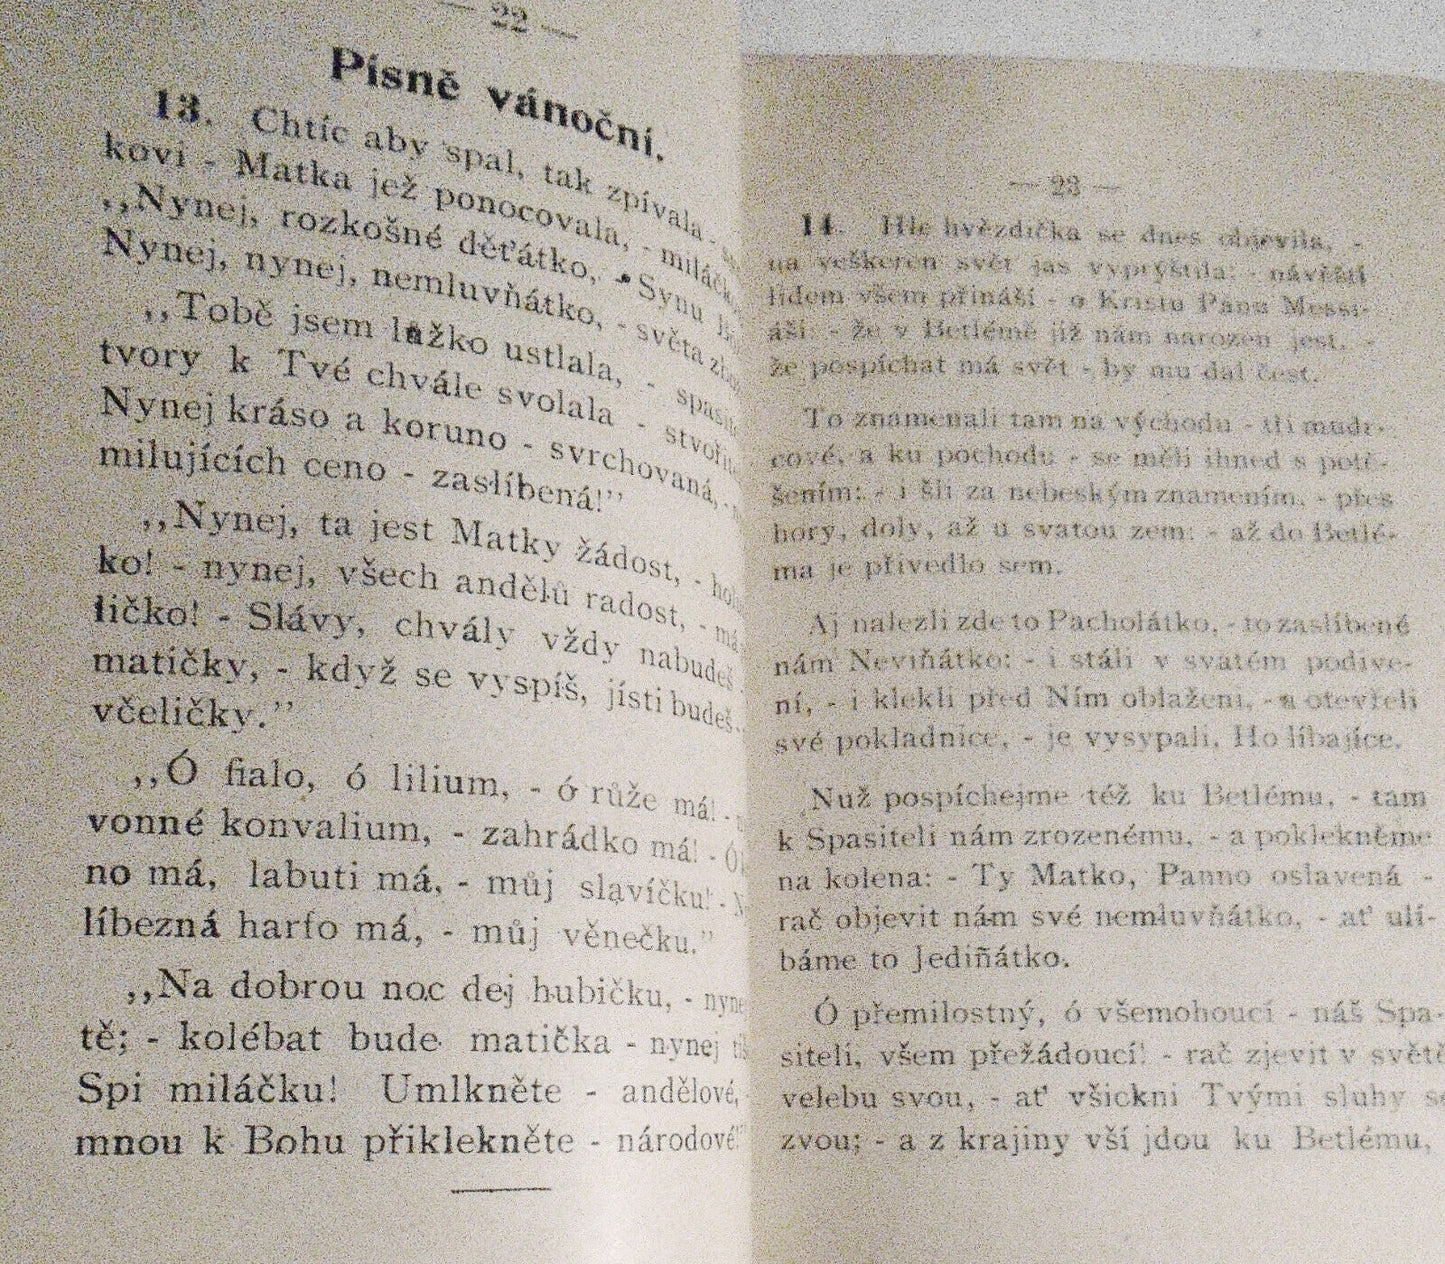 — 22 —
Písně vánoční.
13. Chtíc aby spal, tak zpívala -
kovi - Matka jež ponocovala, - miláčko
,,Nynej, rozkošné děťátko, - Synu
Nynej, nynej, nemluvňátko, - světa
,,Tobě jsem lůžko ustlala, -
tvory k Tvé chvále svolala -
Nynej kráso a koruno - svrchovaná, -
milujících ceno - zaslíbená!”
,,Nynej, ta jest Matky žádost, -
ko! - nynej, všech andělů radost, -
ličko! - Slávy, chvály vždy nabudeš -
matičky, - když se vyspíš, jísti budeš -
včeličky.”
,,Ó fialo, ó lilium, - ó růže má! -
vonné konvalium, - zahrádko má! - Ó
no má, labuti má, - můj slavíčku! -
líbezná harfo má, - můj věnečku.”
,,Na dobrou noc dej hubičku, -
tě; - kolébat bude matička - nynej
Spi miláčku! Umlkněte - andělové, -
mnou k Bohu přiklekněte - národové!”
— 23 —
14. Hle hvězdička se dnes objevila, -
na veškeren svět jas vyprýštila: - návěští
lidem všem přináší - o Kristu Pánu Messi-
áši: - že v Betlémě již nám narozen jest, -
že pospíchat má svět - by mu dal čest.
To znamenali tam na východu - tři mudr-
cové, a ku pochodu - se měli ihned s potě-
šením: - i šli za nebeským znamením, - přes
hory, doly, až u svatou zem: - až do Betlé-
ma je přivedlo sem.
Aj nalezli zde to Pacholátko, - to zaslíbené
nám Neviňátko: - i stáli v svatém podive-
ní, - i klekli před Ním oblaženi, - a otevřeli
své pokladnice, - je vysypali, Ho líbajíce.
Nuž pospíchejme též ku Betlému, - tam
k Spasiteli nám zrozenému, - a poklekněme
na kolena: - Ty Matko, Panno oslavená -
rač objevit nám své nemluvňátko, - ať ulí-
báme to Jediňátko.
Ó přemilostný, ó všemohoucí - náš Spa-
siteli, všem přežádoucí! - rač zjevit v světě
velebu svou, - ať všickni Tvými sluhy se
zvou; - a z krajiny vší jdou ku Betlému,